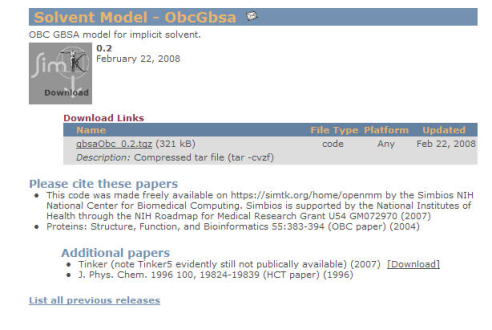 Solvent Model - ObcGbsa
OBC GBSA model for implicit solvent.
SimTK
Download
0.2
February 22, 2008
Download Links
Name File Type Platform Updated
gbsaObc_0.2.tgz (321 kB) code Any Feb 22, 2008
Description: Compressed tar file (tar -cvzf)
Please cite these papers
• This code was made freely available on https://simtk.org/home/openmm by the Simbios NIH
National Center for Biomedical Computing. Simbios is supported by the National Institutes of
Health through the NIH Roadmap for Medical Research Grant U54 GM072970 (2007)
• Proteins: Structure, Function, and Bioinformatics 55:383-394 (OBC paper) (2004)
Additional papers
• Tinker (note Tinker5 evidently still not publically available) (2007) [Download]
• J. Phys. Chem. 1996 100, 19824-19839 (HCT paper) (1996)
List all previous releases